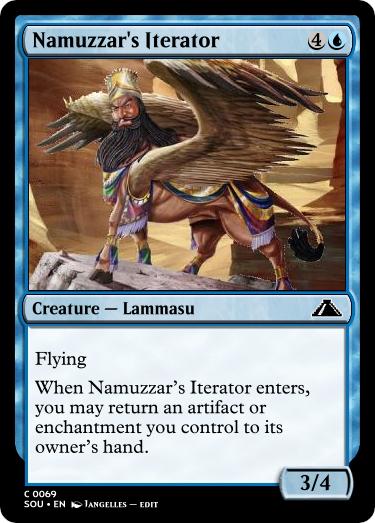 Namuzzar's Iterator 4
Creature — Lammasu
Flying
When Namuzzar's Iterator enters,
you may return an artifact or
enchantment you control to its
owner's hand.
3/4
C 0069
SOU • EN JANGELLES — EDIT